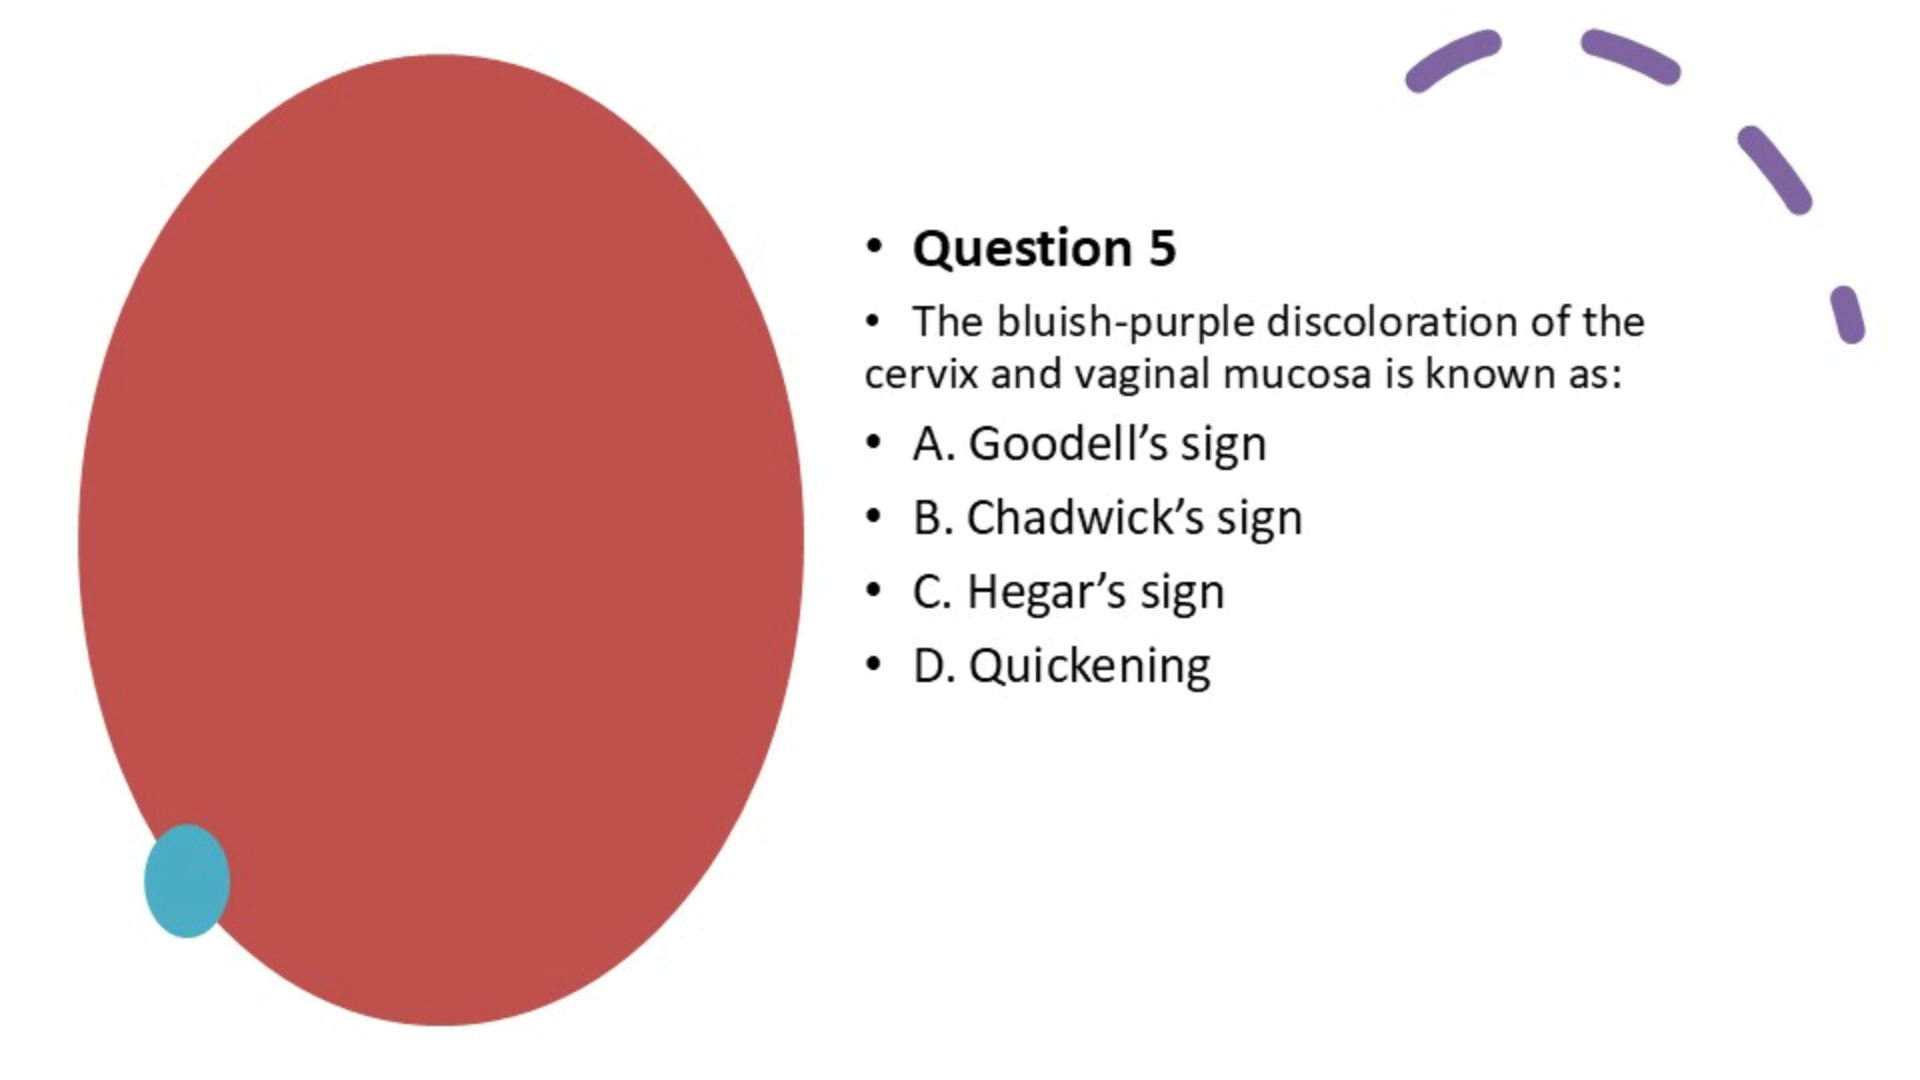 • Question 5
• The bluish-purple discoloration of the
cervix and vaginal mucosa is known as:
• A. Goodell’s sign
• B. Chadwick’s sign
• C. Hegar’s sign
• D. Quickening